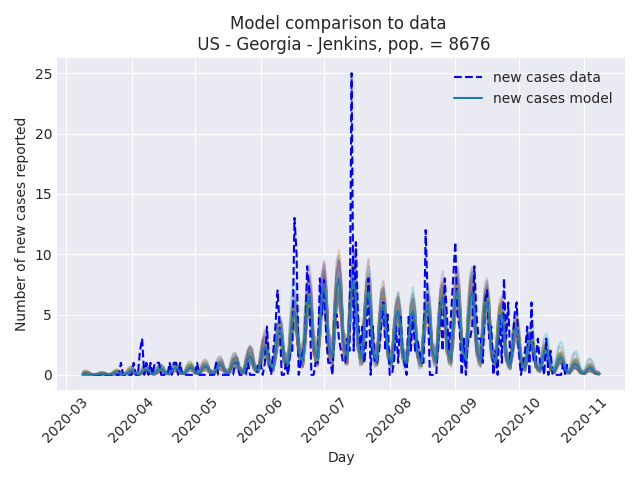 Model comparison to data
US - Georgia - Jenkins, pop. = 8676
new cases data
new cases model
Number of new cases reported
25
20
15
10
5
0
2020-03
2020-04
2020-05
2020-06
2020-07
2020-08
2020-09
2020-10
2020-11
Day